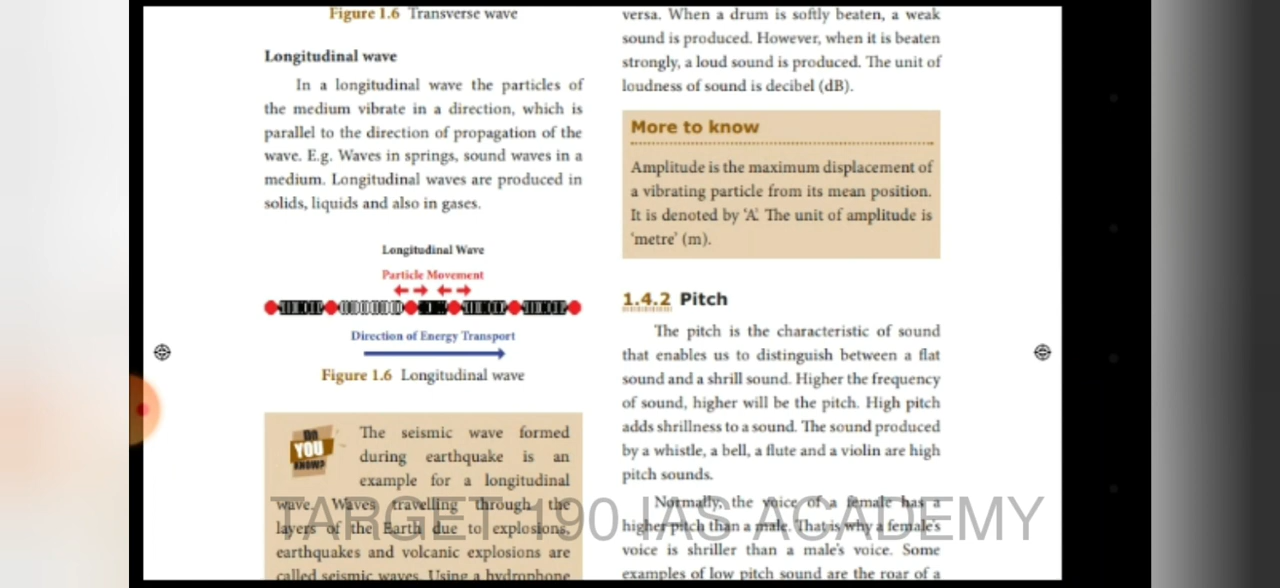 Figure 1.6 Transverse wave
Longitudinal wave
In a longitudinal wave the particles of
the medium vibrate in a direction, which is
parallel to the direction of propagation of the
wave. E.g. Waves in springs, sound waves in a
medium. Longitudinal waves are produced in
solids, liquids and also in gases.
Longitudinal Wave
Particle Movement
Direction of Energy Transport
Figure 1.6 Longitudinal wave
DO
YOU
KNOW?
The seismic wave formed
during earthquake is an
example for a longitudinal
wave. Waves travelling through the
layers of the Earth due to explosions,
earthquakes and volcanic explosions are
called seismic waves. Using a hydrophone
versa. When a drum is softly beaten, a weak
sound is produced. However, when it is beaten
strongly, a loud sound is produced. The unit of
loudness of sound is decibel (dB).
More to know
Amplitude is the maximum displacement of
a vibrating particle from its mean position.
It is denoted by ‘A’. The unit of amplitude is
‘metre’ (m).
1.4.2 Pitch
The pitch is the characteristic of sound
that enables us to distinguish between a flat
sound and a shrill sound. Higher the frequency
of sound, higher will be the pitch. High pitch
adds shrillness to a sound. The sound produced
by a whistle, a bell, a flute and a violin are high
pitch sounds.
Normally, the voice of a female has a
higher pitch than a male. That is why a female's
voice is shriller than a male's voice. Some
examples of low pitch sound are the roar of a
TARGET 190 IAS ACADEMY